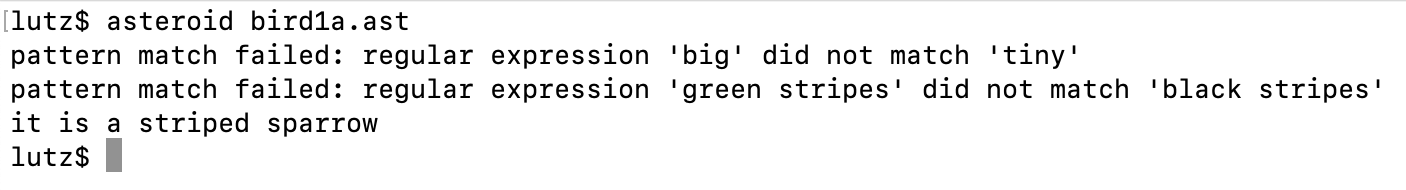 lutz$ asteroid bird1a.ast
pattern match failed: regular expression 'big' did not match 'tiny'
pattern match failed: regular expression 'green stripes' did not match 'black stripes'
it is a striped sparrow
lutz$